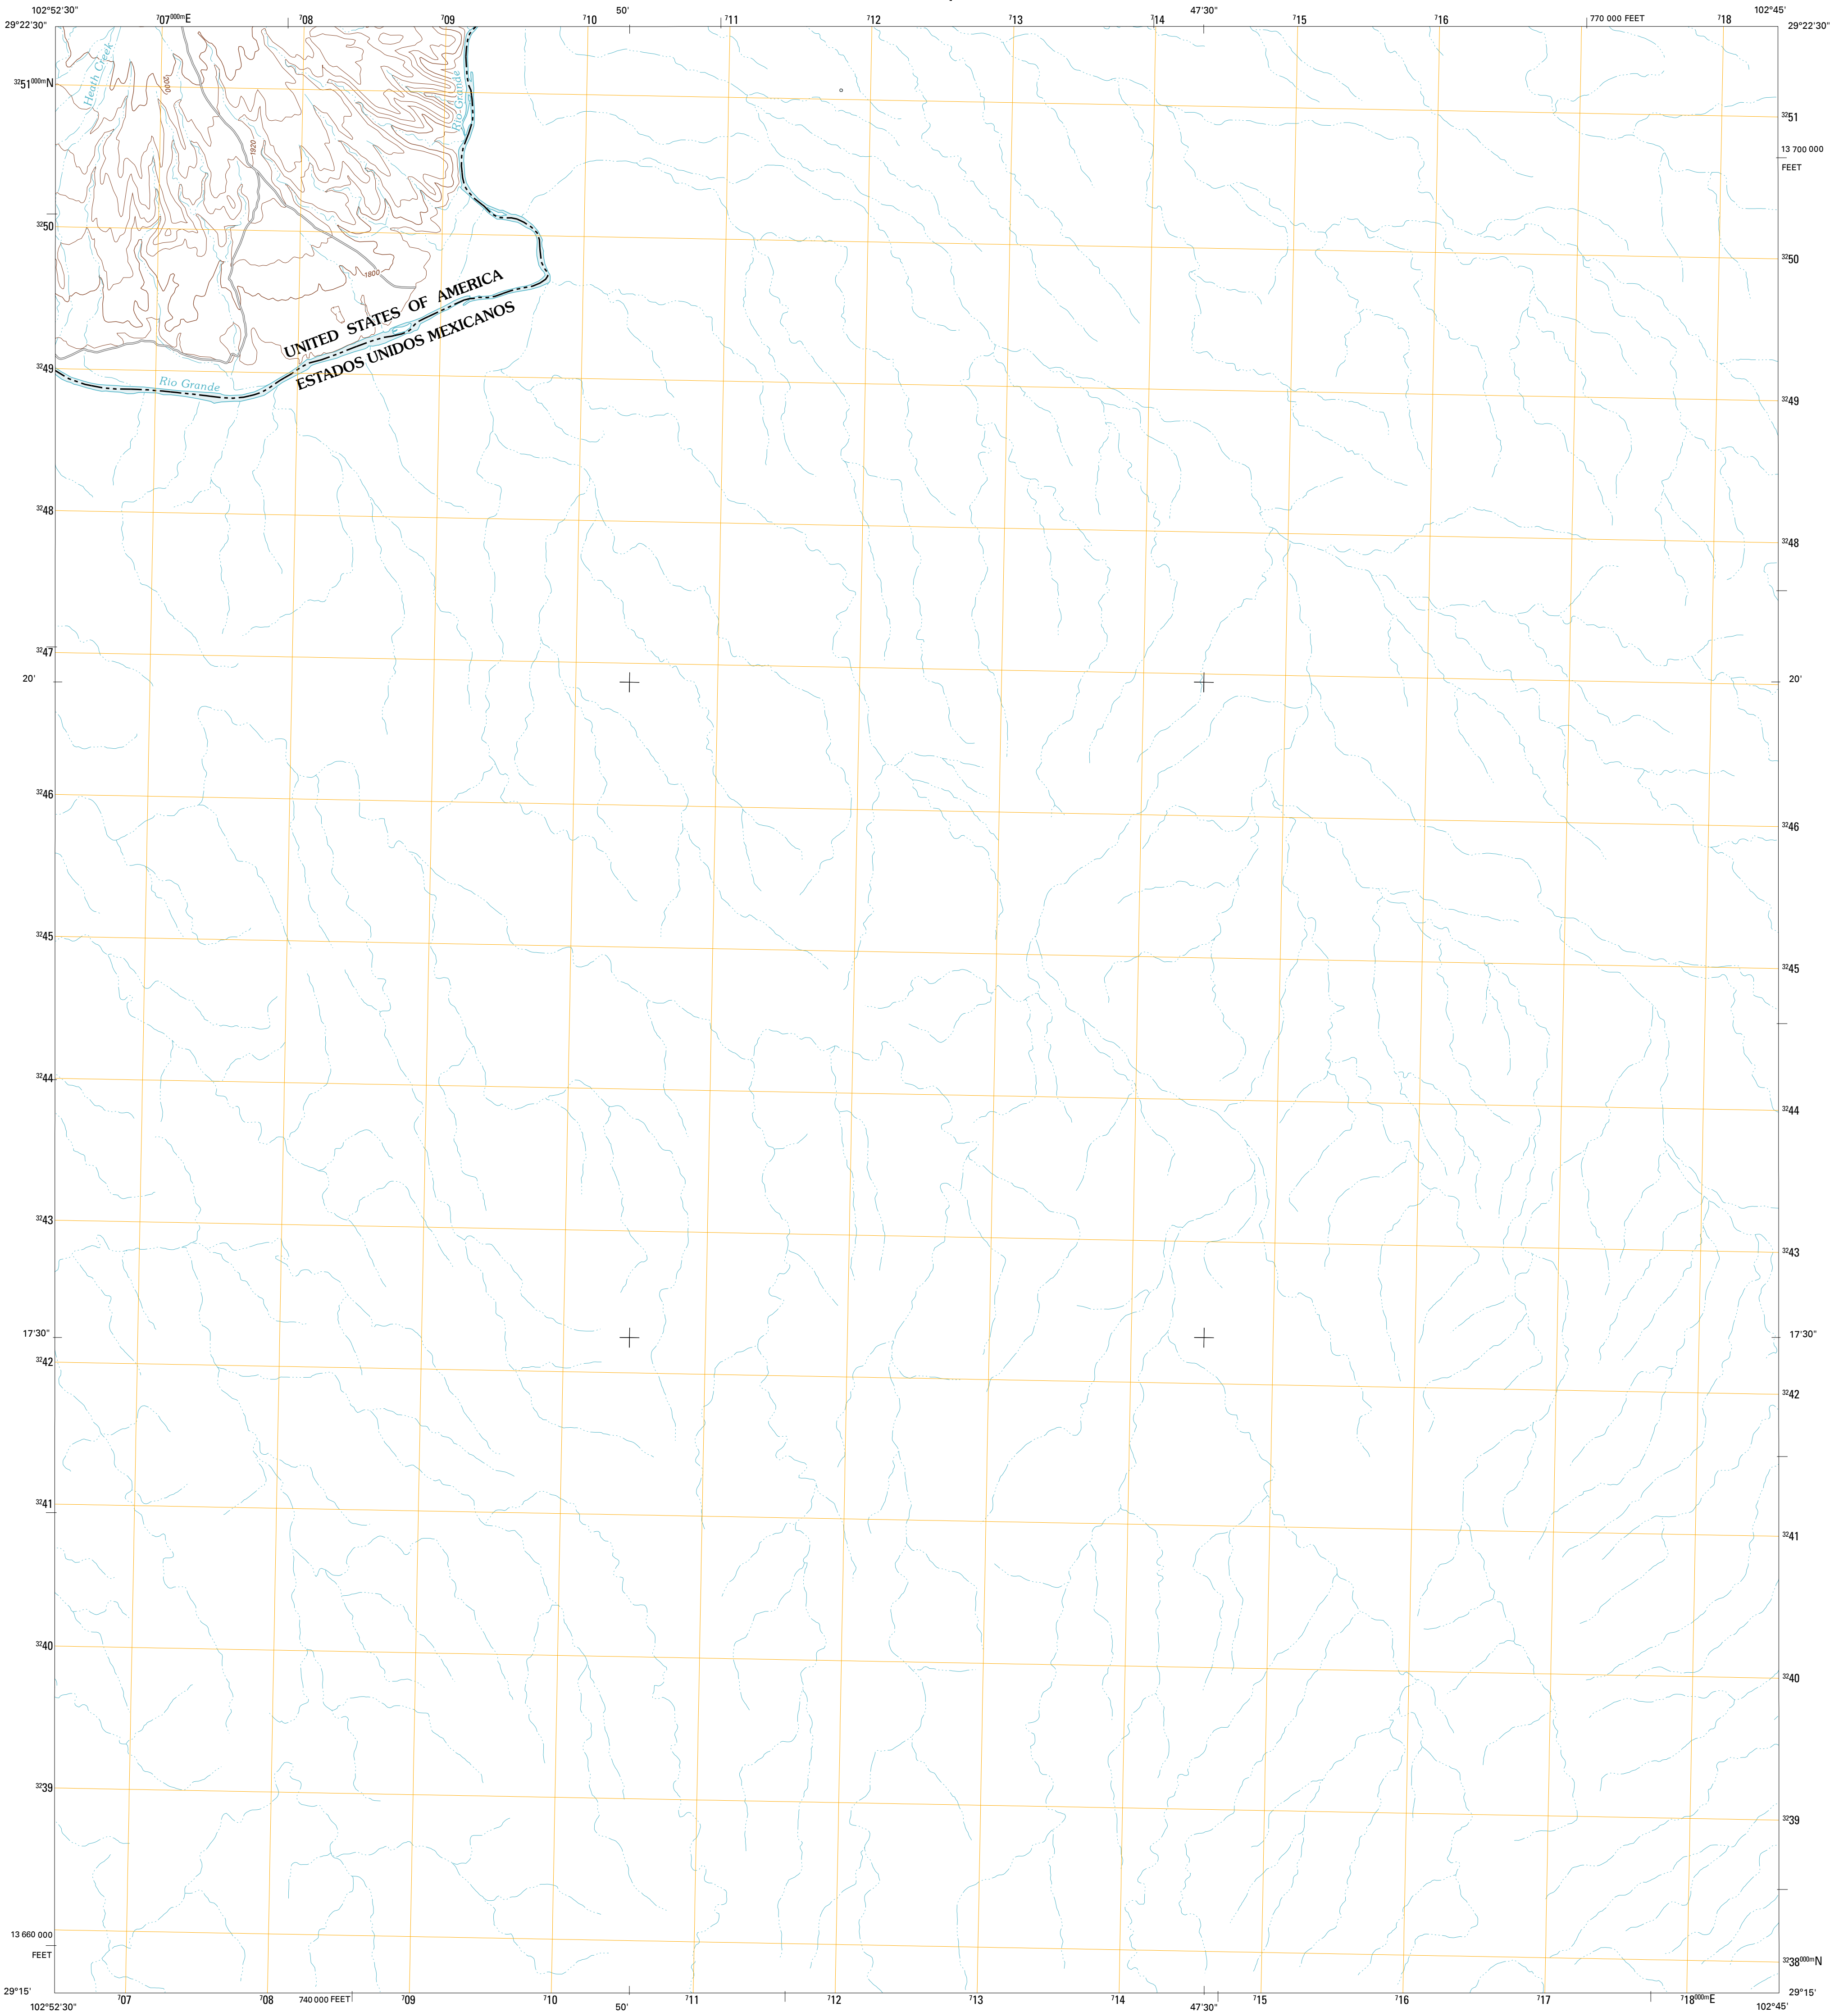 102°52'30" ⁷07⁰⁰⁰ᵐE ⁷08 ⁷09 ⁷10 50' ⁷11 ⁷12 ⁷13 ⁷14 47'30" ⁷15 ⁷16 770 000 FEET ⁷18 102°45'
29°22'30" 29°22'30"
Heath Creek
2000
Rio Grande
³²51⁰⁰⁰ᵐN
³²51
1920
13 700 000
FEET
³²50
³²50
1800
UNITED STATES OF AMERICA
ESTADOS UNIDOS MEXICANOS
³²49
Rio Grande
³²49
³²48
³²48
³²47
20' 20'
³²46
³²46
³²45
³²45
³²44
³²44
³²43
³²43
17'30" 17'30"
³²42
³²42
³²41
³²41
³²40
³²40
³²39
³²39
13 660 000
FEET
³²38⁰⁰⁰ᵐN
29°15' 29°15'
102°52'30" ⁷07 ⁷08 740 000 FEET ⁷09 ⁷10 50' ⁷11 ⁷12 ⁷13 ⁷14 47'30" ⁷15 ⁷16 ⁷17 ⁷18⁰⁰⁰ᵐE 102°45'